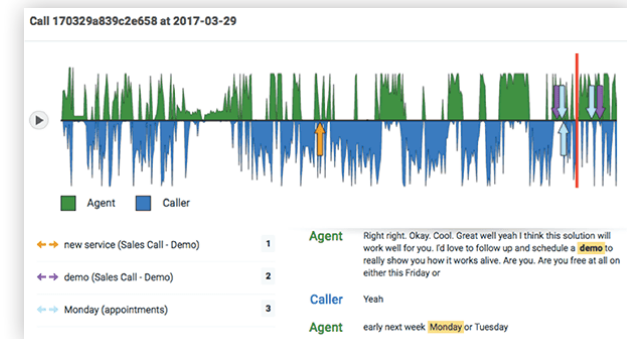 Call 170329a839c2e658 at 2017-03-29
Agent
Caller
new service (Sales Call - Demo)
1
demo (Sales Call - Demo)
2
Monday (appointments)
3
Agent
Right right. Okay. Cool. Great well yeah I think this solution will
work well for you. I'd love to follow up and schedule a demo to
really show you how it works alive. Are you. Are you free at all on
either this Friday or
Caller
Yeah
Agent
early next week Monday or Tuesday